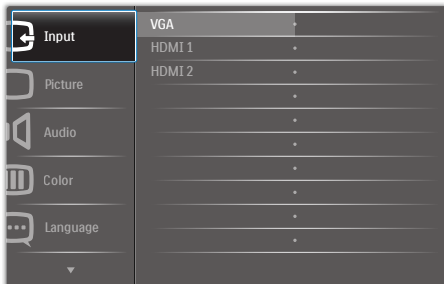 Input
Picture
Audio
Color
Language
VGA
HDMI 1
HDMI 2